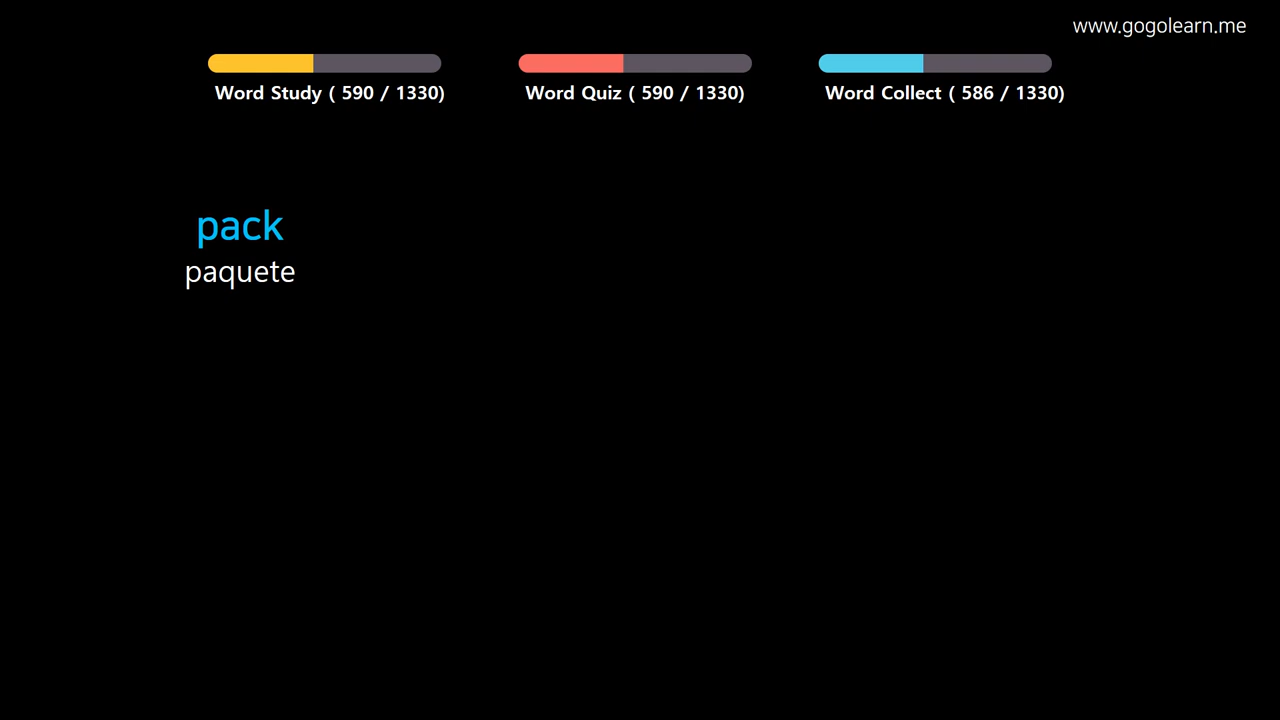 www.gogolearn.me
Word Study ( 590 / 1330)
Word Quiz ( 590 / 1330)
Word Collect ( 586 / 1330)
pack
paquete